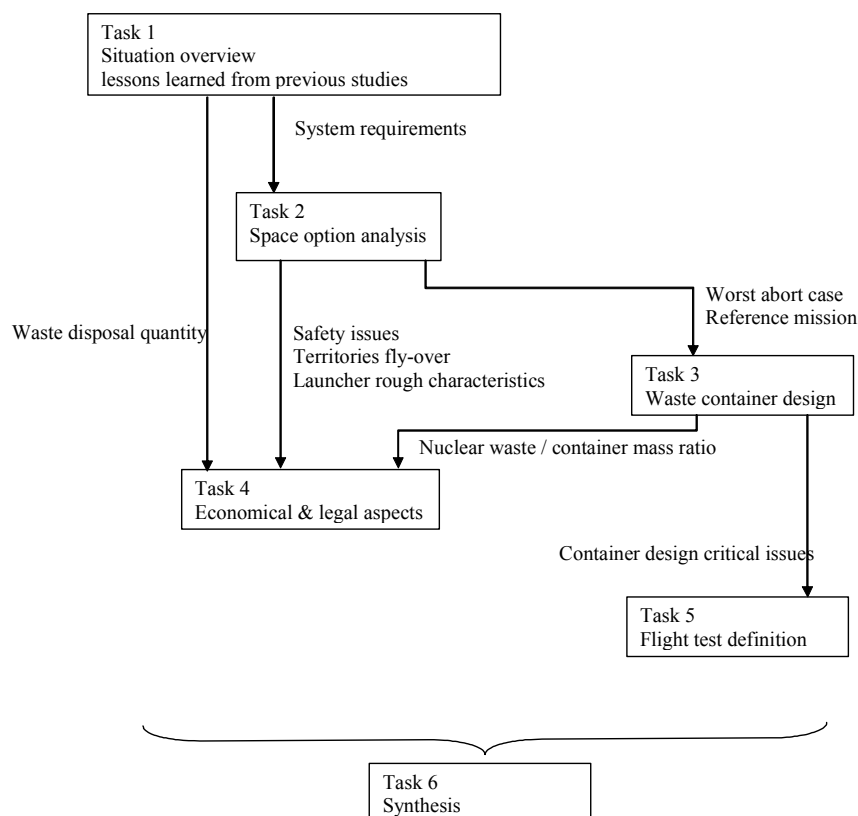 Task 1
Situation overview
lessons learned from previous studies
System requirements
Task 2
Space option analysis
Waste disposal quantity
Safety issues
Territories fly-over
Launcher rough characteristics
Worst abort case
Reference mission
Task 3
Waste container design
Nuclear waste / container mass ratio
Task 4
Economical & legal aspects
Container design critical issues
Task 5
Flight test definition
Task 6
Synthesis